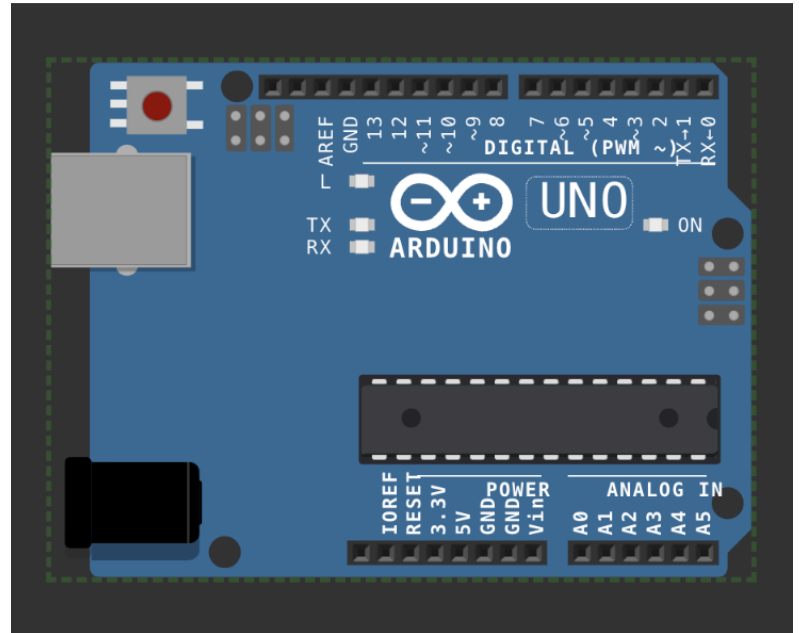 AREF
GND
13
12
~11
~10
~9
8
7
~6
~5
4
~3
2
TX→1
RX←0
DIGITAL (PWM ~)
L
TX
RX
UNO
ON
ARDUINO
IOREF
RESET
3.3V
5V
GND
GND
Vin
POWER
ANALOG IN
A0
A1
A2
A3
A4
A5